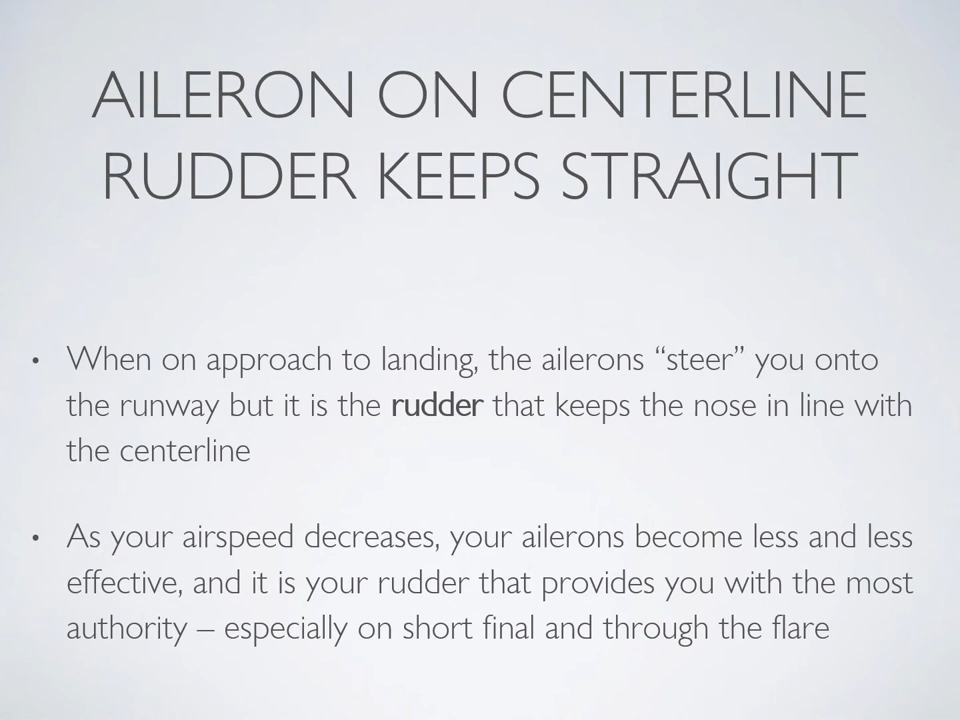 AILERON ON CENTERLINE
RUDDER KEEPS STRAIGHT
• When on approach to landing, the ailerons “steer” you onto
the runway but it is the rudder that keeps the nose in line with
the centerline
• As your airspeed decreases, your ailerons become less and less
effective, and it is your rudder that provides you with the most
authority – especially on short final and through the flare